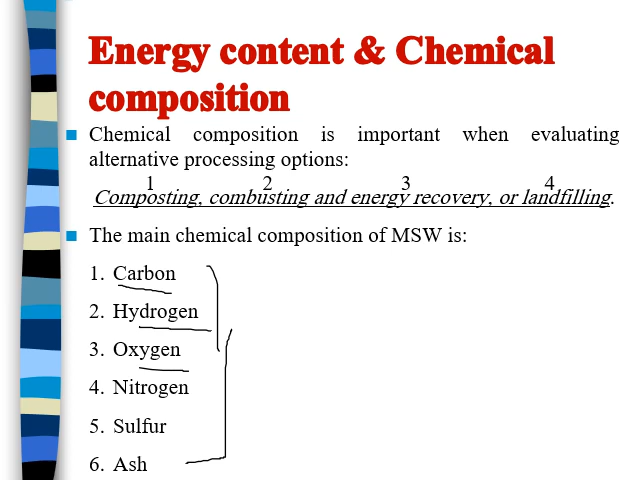 Energy content & Chemical
composition
Chemical composition is important when evaluating
alternative processing options:
1 2 3 4
Composting, combusting and energy recovery, or landfilling.
The main chemical composition of MSW is:
1. Carbon
2. Hydrogen
3. Oxygen
4. Nitrogen
5. Sulfur
6. Ash